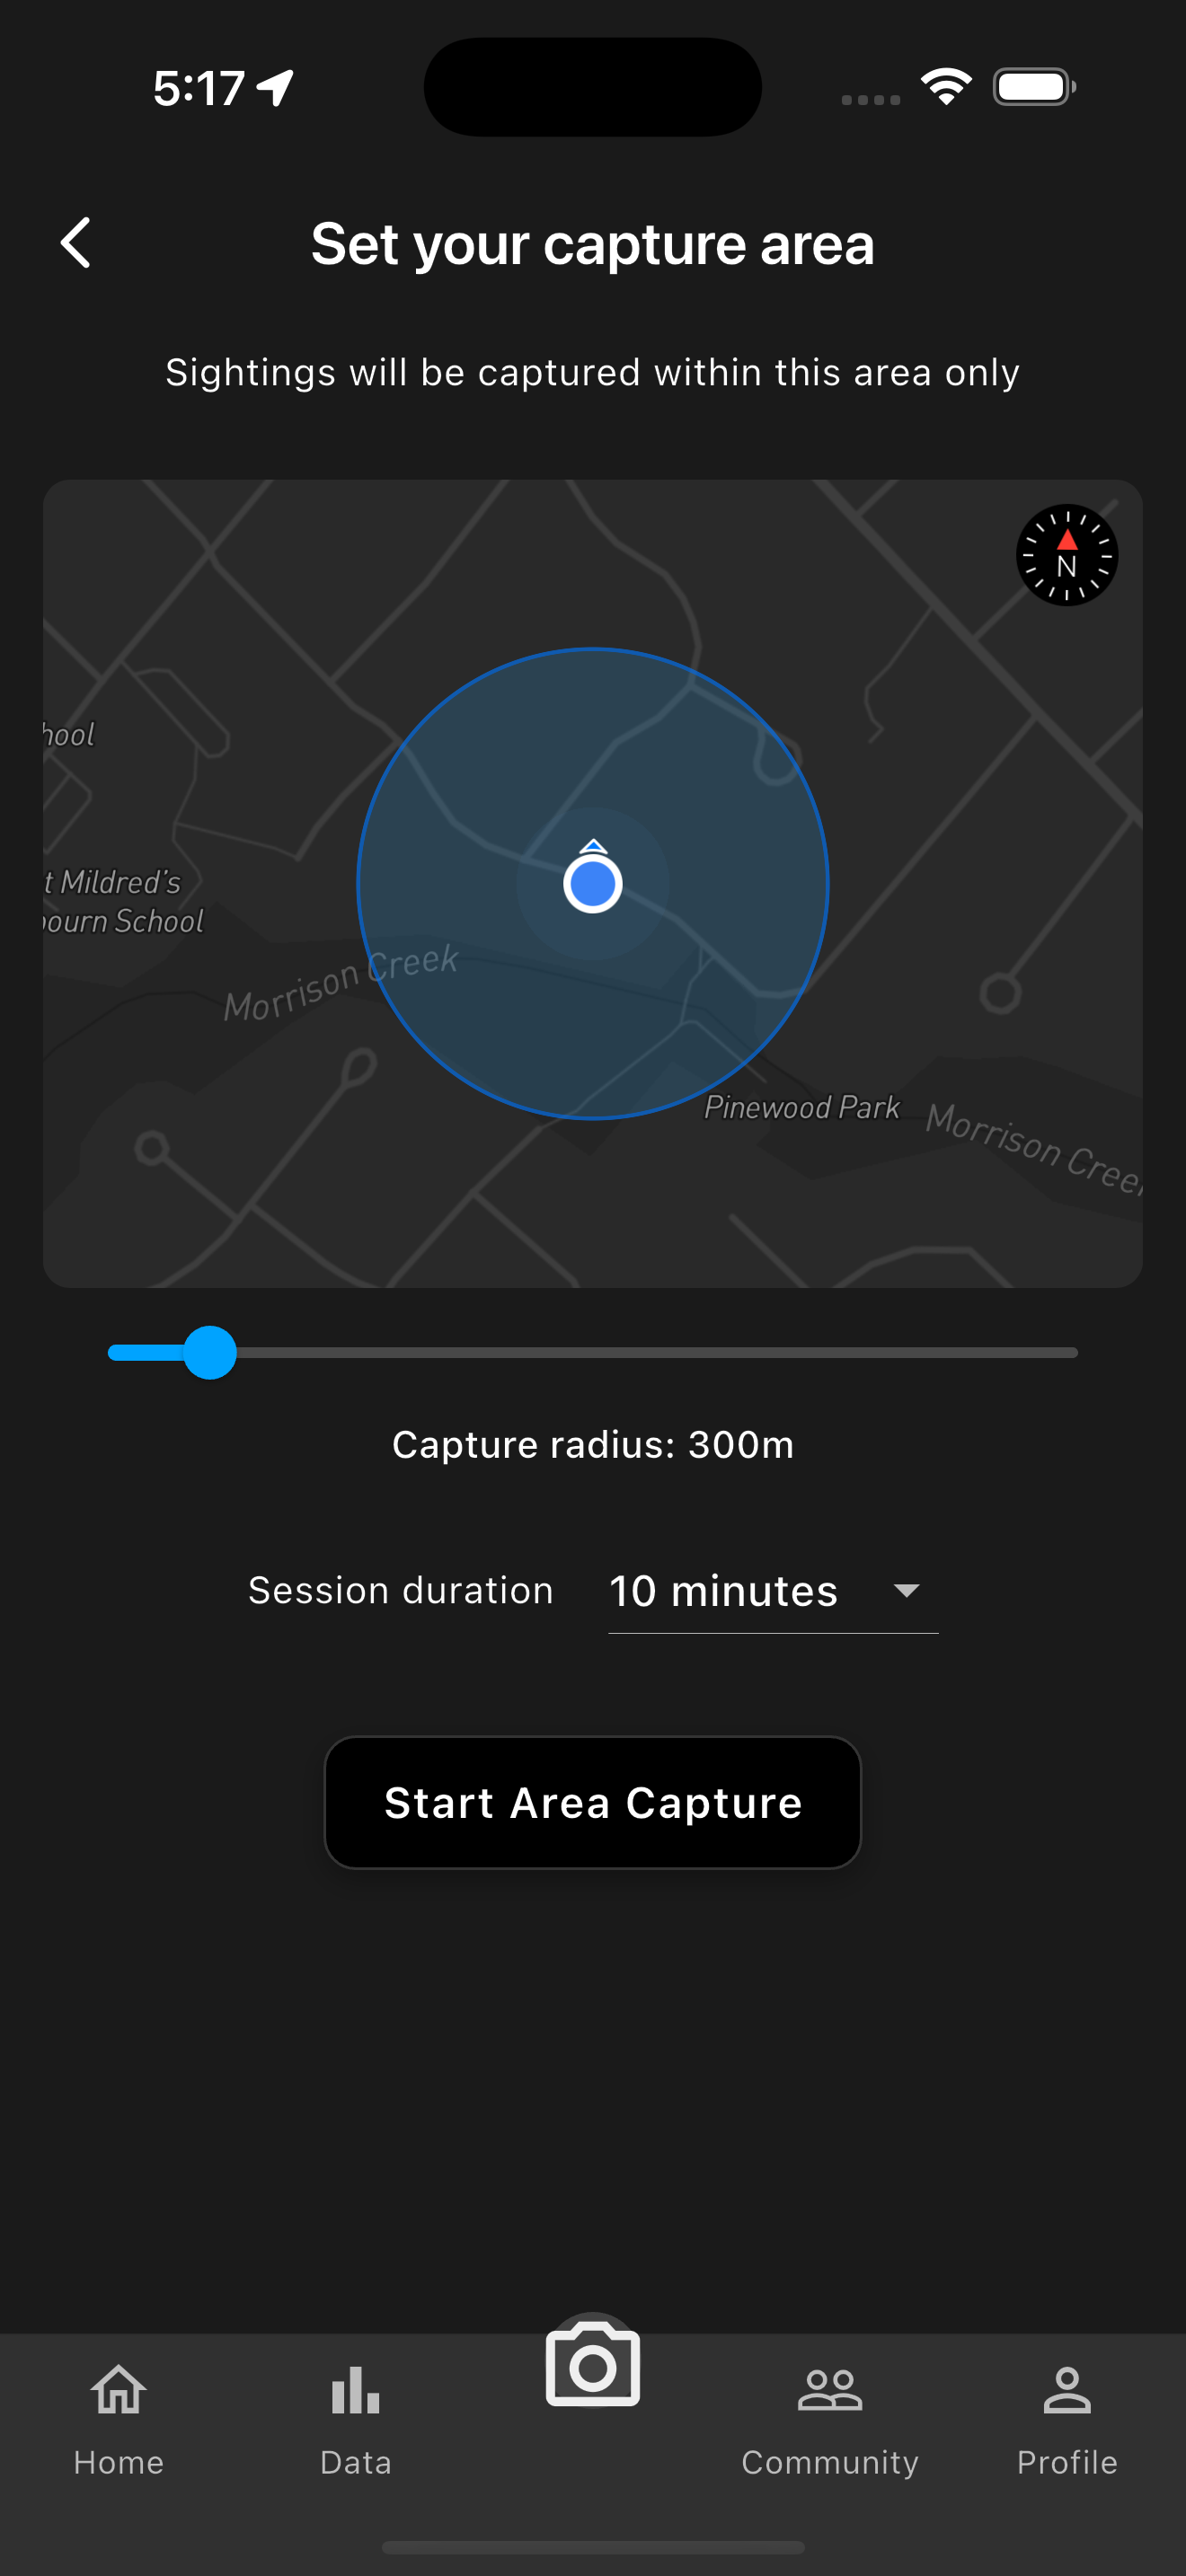 5:17
Set your capture area
Sightings will be captured within this area only
N
hool
t Mildred's
ourn School
Morrison Creek
Pinewood Park
Morrison Cree
Capture radius: 300m
Session duration 10 minutes
Start Area Capture
Home Data Community Profile